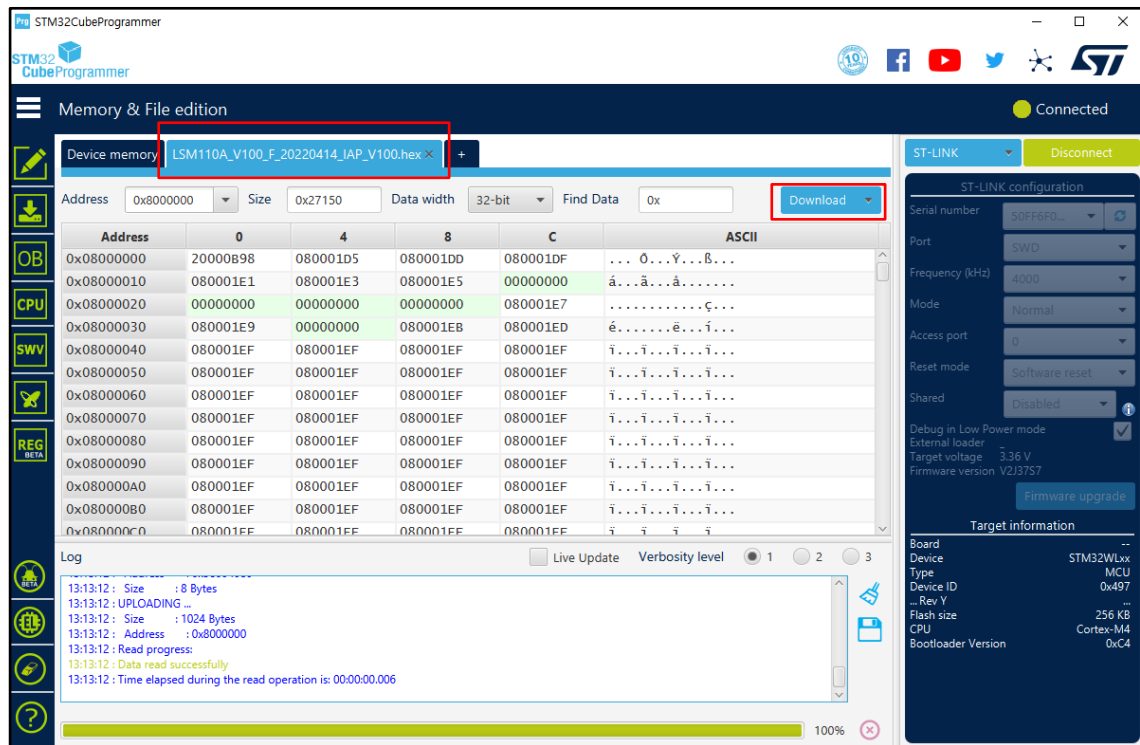 Prg STM32CubeProgrammer
STM32
CubeProgrammer
10
Memory & File edition
Connected
Device memory LSM110A_V100_F_20220414_IAP_V100.hex × +
Address 0x8000000 Size 0x27150 Data width 32-bit Find Data 0x Download
Address 0 4 8 C ASCII
0x08000000 20000B98 080001D5 080001DD 080001DF ... Õ...Ý...ß...
0x08000010 080001E1 080001E3 080001E5 00000000 á...ã...å.......
0x08000020 00000000 00000000 00000000 080001E7 ............ç...
0x08000030 080001E9 00000000 080001EB 080001ED é.......ë...í...
0x08000040 080001EF 080001EF 080001EF 080001EF ï...ï...ï...ï...
0x08000050 080001EF 080001EF 080001EF 080001EF ï...ï...ï...ï...
0x08000060 080001EF 080001EF 080001EF 080001EF ï...ï...ï...ï...
0x08000070 080001EF 080001EF 080001EF 080001EF ï...ï...ï...ï...
0x08000080 080001EF 080001EF 080001EF 080001EF ï...ï...ï...ï...
0x08000090 080001EF 080001EF 080001EF 080001EF ï...ï...ï...ï...
0x080000A0 080001EF 080001EF 080001EF 080001EF ï...ï...ï...ï...
0x080000B0 080001EF 080001EF 080001EF 080001EF ï...ï...ï...ï...
0x080000C0 080001EF 080001EF 080001EF 080001EF
Log Live Update Verbosity level 1 2 3
13:13:12 : Size : 8 Bytes
13:13:12 : UPLOADING ...
13:13:12 : Size : 1024 Bytes
13:13:12 : Address : 0x8000000
13:13:12 : Read progress:
13:13:12 : Data read successfully
13:13:12 : Time elapsed during the read operation is: 00:00:00.006
100%
OB
CPU
SWV
REG
BETA
BETA
ST-LINK Disconnect
ST-LINK configuration
Serial number 50FF6F0...
Port SWD
Frequency (kHz) 4000
Mode Normal
Access port 0
Reset mode Software reset
Shared Disabled
Debug in Low Power mode
External loader _
Target voltage 3.36 V
Firmware version V2J37S7
Firmware upgrade
Target information
Board --
Device STM32WLxx
Type MCU
Device ID 0x497
... Rev Y ...
Flash size 256 KB
CPU Cortex-M4
Bootloader Version 0xC4